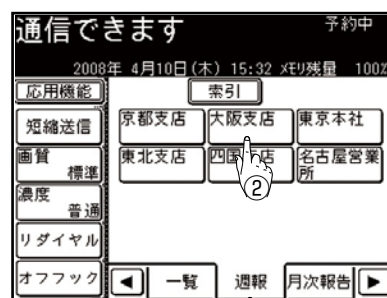 通信できます
予約中
2008年 4月10日(木) 15:32 メモリ残量 100%
応用機能
索引
短縮送信
京都支店
大阪支店
東京本社
画質
標準
東北支店
四国支店
名古屋営業
所
②
濃度
普通
リダイヤル
オフフック
◀
一覧
週報
月次報告
▶